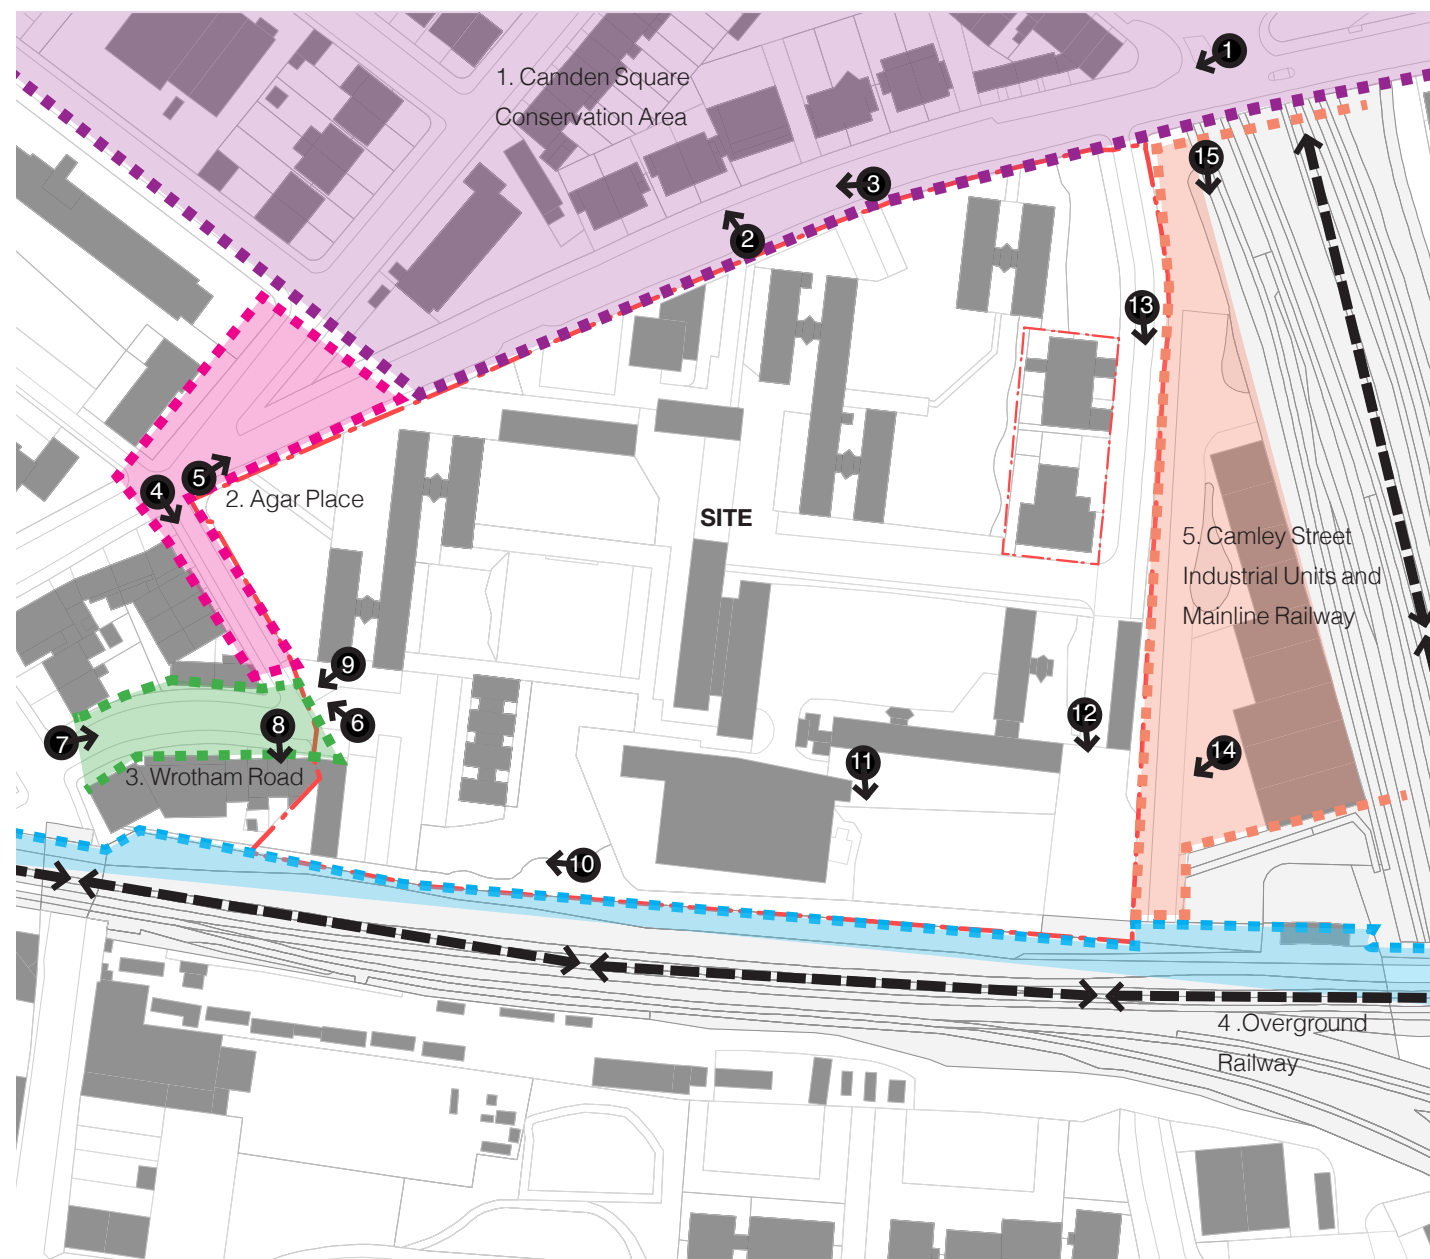 1. Camden Square
Conservation Area
1
15
3
2
13
5
4
2. Agar Place
SITE
5. Camley Street
Industrial Units and
Mainline Railway
9
6
12
7
8
14
11
3. Wrotham Road
10
4 .Overground
Railway